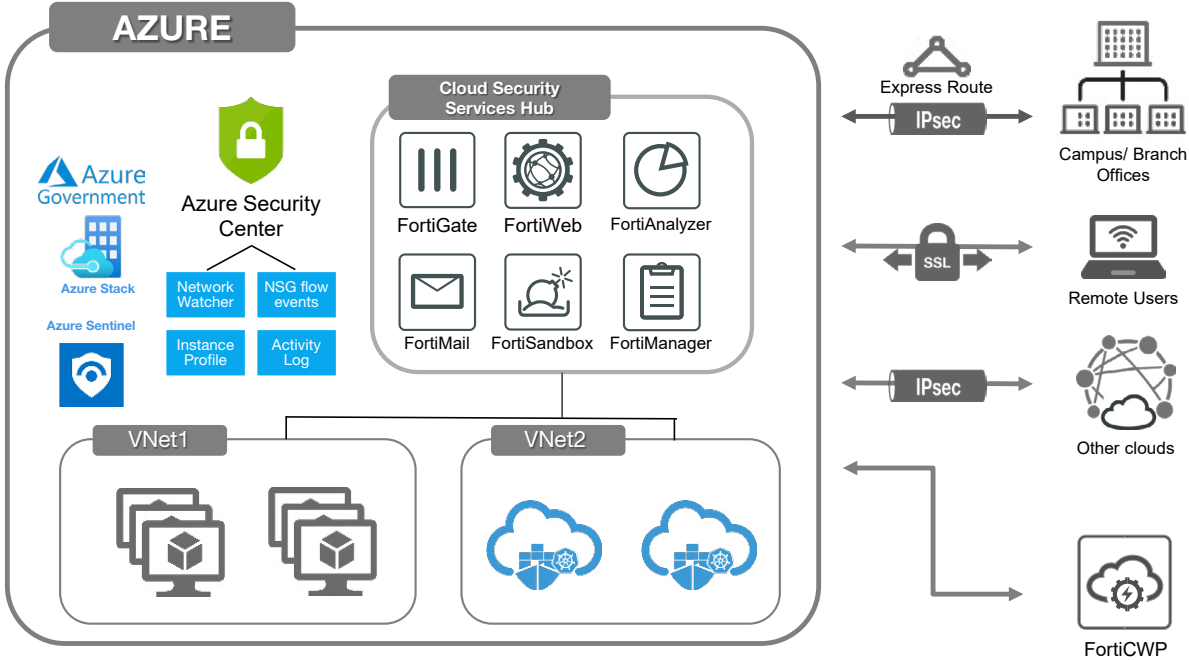 AZURE
Cloud Security
Services Hub
FortiGate
FortiWeb
FortiAnalyzer
FortiMail
FortiSandbox
FortiManager
Azure
Government
Azure Stack
Azure Sentinel
Azure Security
Center
Network
Watcher
NSG flow
events
Instance
Profile
Activity
Log
VNet1
VNet2
Express Route
IPsec
Campus/ Branch
Offices
SSL
Remote Users
IPsec
Other clouds
FortiCWP